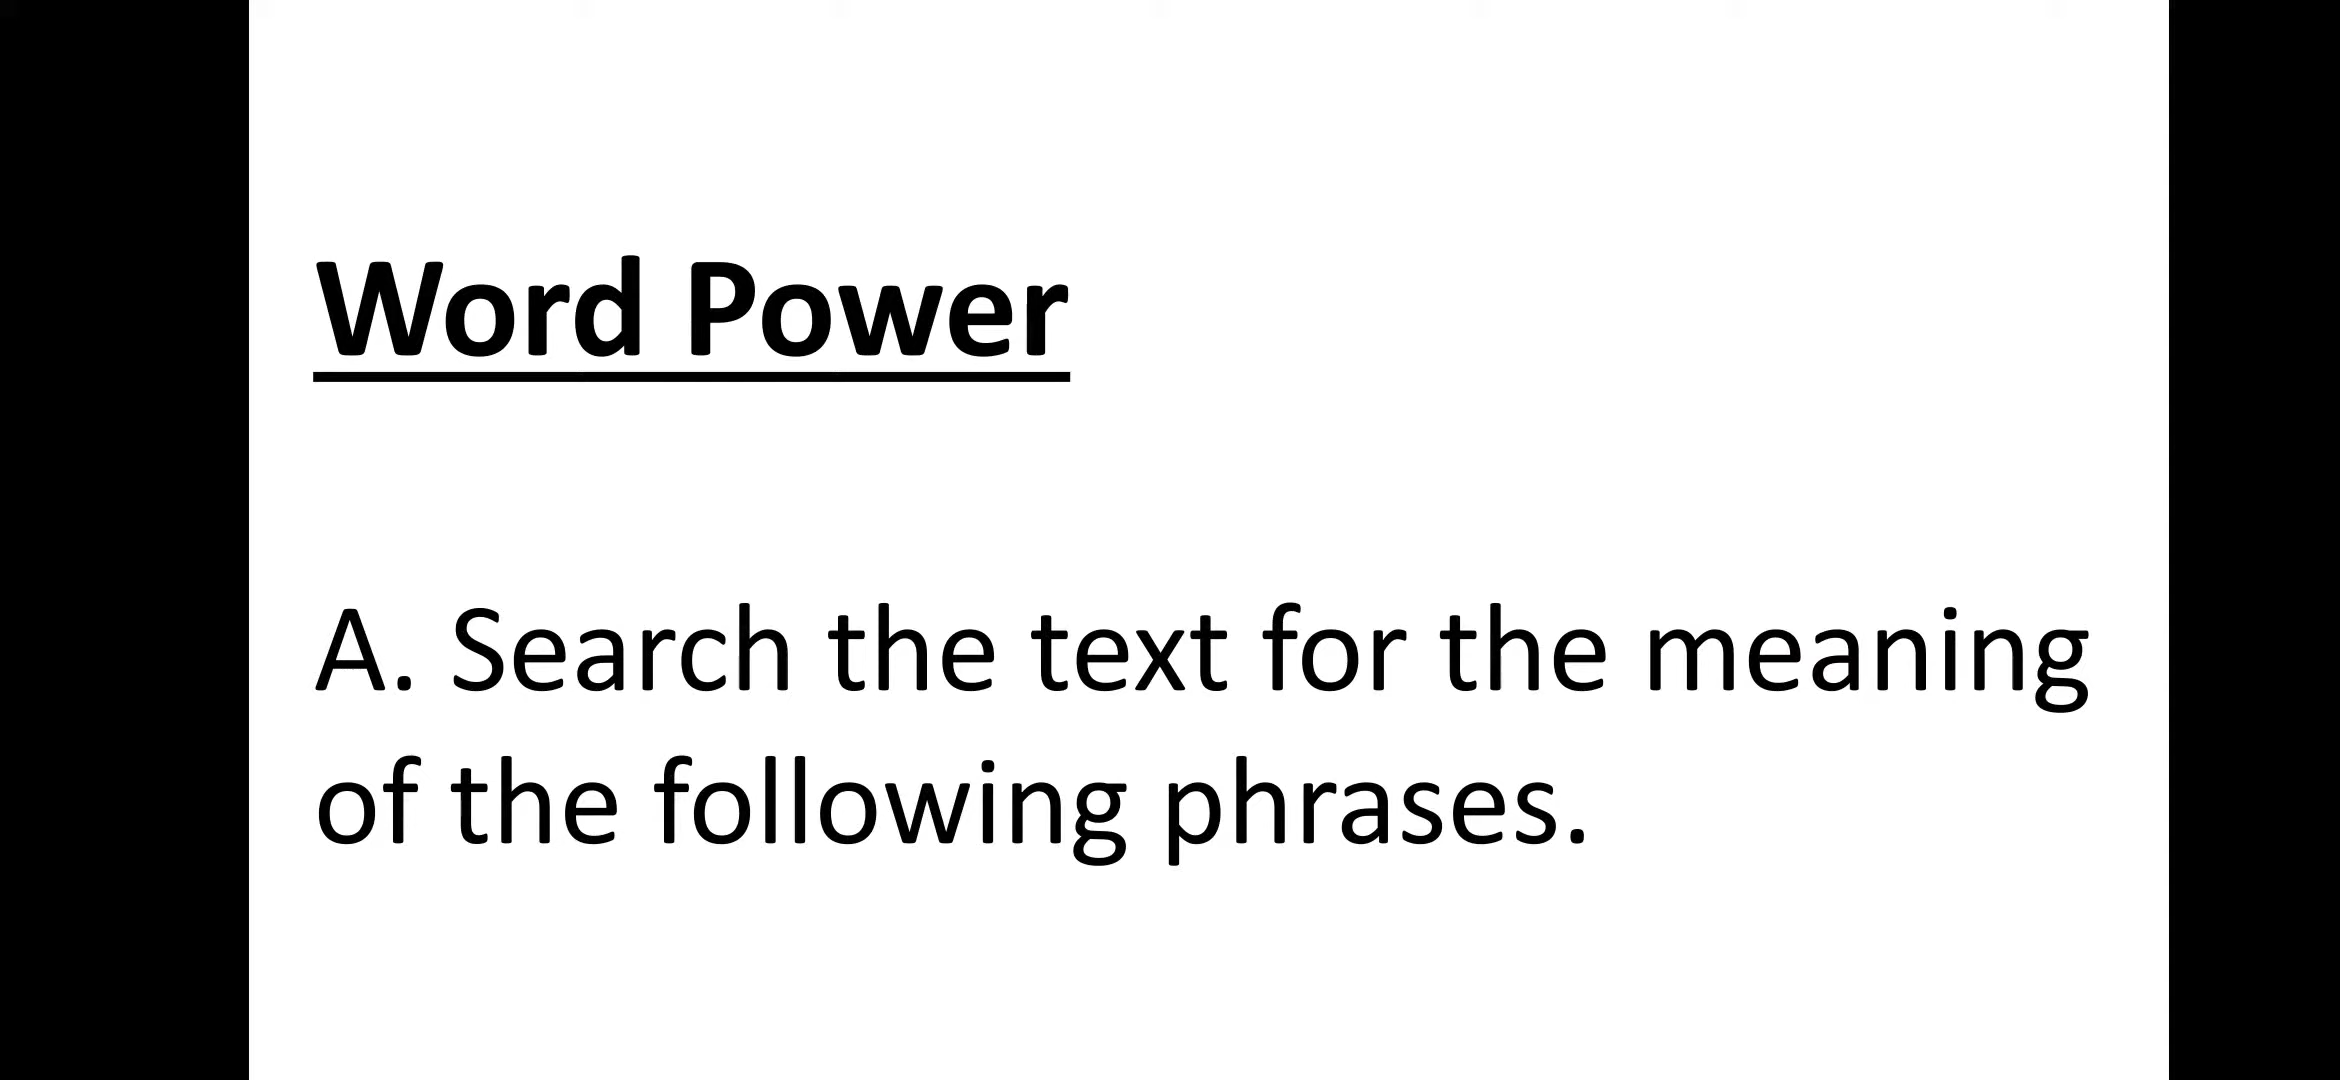 Word Power
A. Search the text for the meaning
of the following phrases.